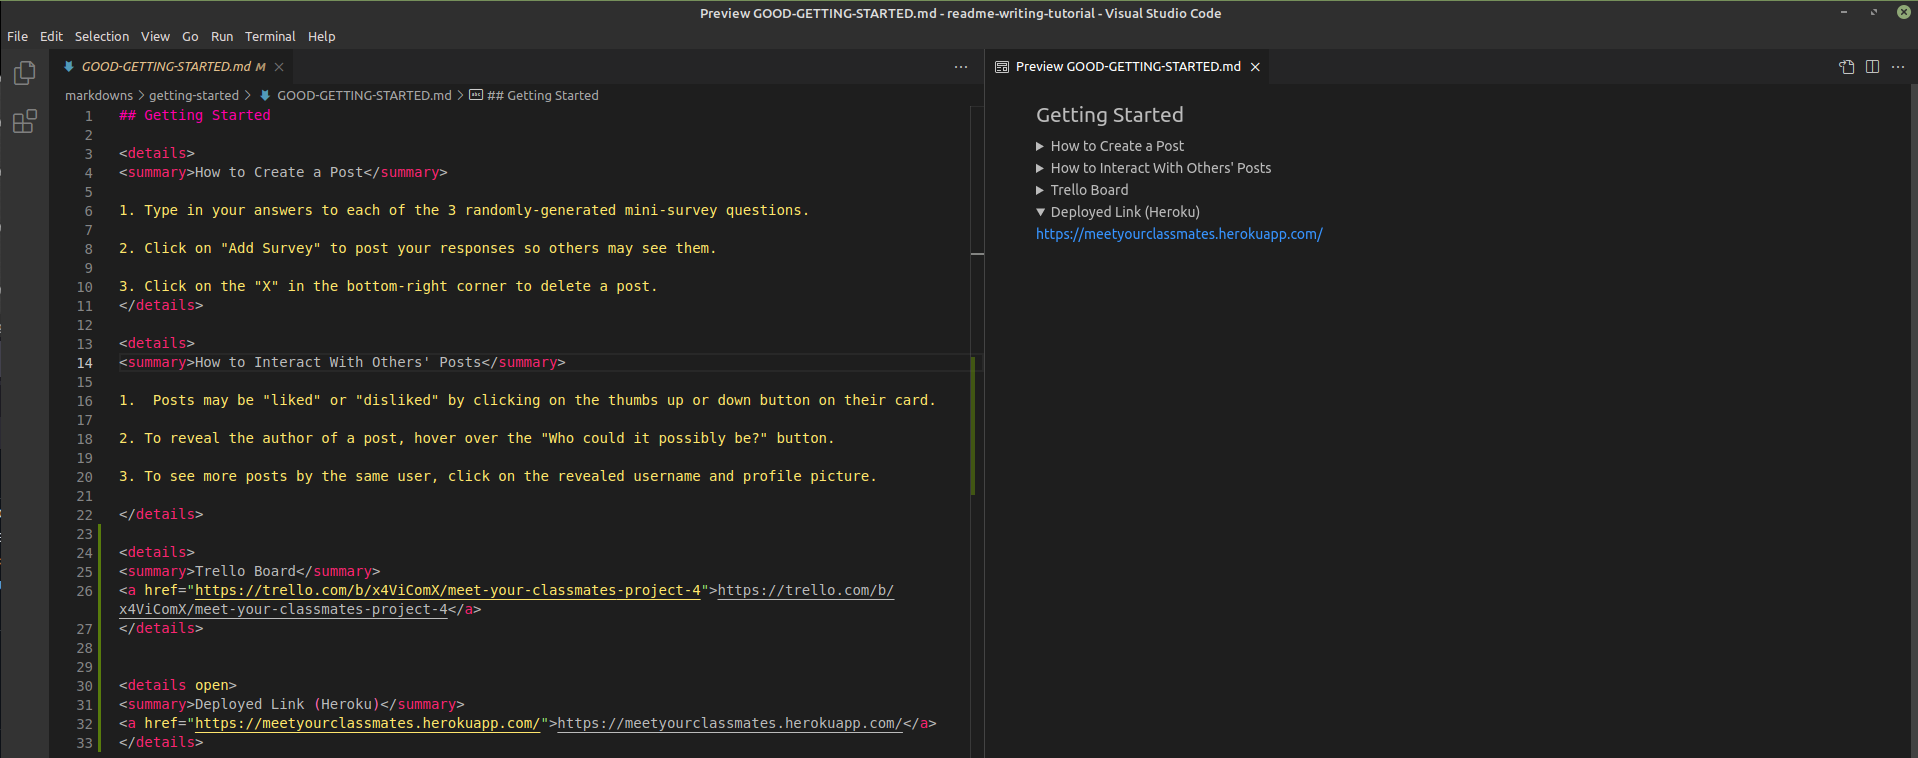 Preview GOOD-GETTING-STARTED.md - readme-writing-tutorial - Visual Studio Code
File Edit Selection View Go Run Terminal Help
GOOD-GETTING-STARTED.md M
markdowns > getting-started > GOOD-GETTING-STARTED.md > ## Getting Started
1 ## Getting Started
2
3 <details>
4 <summary>How to Create a Post</summary>
5
6 1. Type in your answers to each of the 3 randomly-generated mini-survey questions.
7
8 2. Click on "Add Survey" to post your responses so others may see them.
9
10 3. Click on the "X" in the bottom-right corner to delete a post.
11 </details>
12
13 <details>
14 <summary>How to Interact With Others' Posts</summary>
15
16 1.  Posts may be "liked" or "disliked" by clicking on the thumbs up or down button on their card.
17
18 2. To reveal the author of a post, hover over the "Who could it possibly be?" button.
19
20 3. To see more posts by the same user, click on the revealed username and profile picture.
21
22 </details>
23
24 <details>
25 <summary>Trello Board</summary>
26 <a href="https://trello.com/b/x4ViComX/meet-your-classmates-project-4">https://trello.com/b/
x4ViComX/meet-your-classmates-project-4</a>
27 </details>
28
29
30 <details open>
31 <summary>Deployed Link (Heroku)</summary>
32 <a href="https://meetyourclassmates.herokuapp.com/">https://meetyourclassmates.herokuapp.com/</a>
33 </details>
Preview GOOD-GETTING-STARTED.md
Getting Started
How to Create a Post
How to Interact With Others' Posts
Trello Board
Deployed Link (Heroku)
https://meetyourclassmates.herokuapp.com/